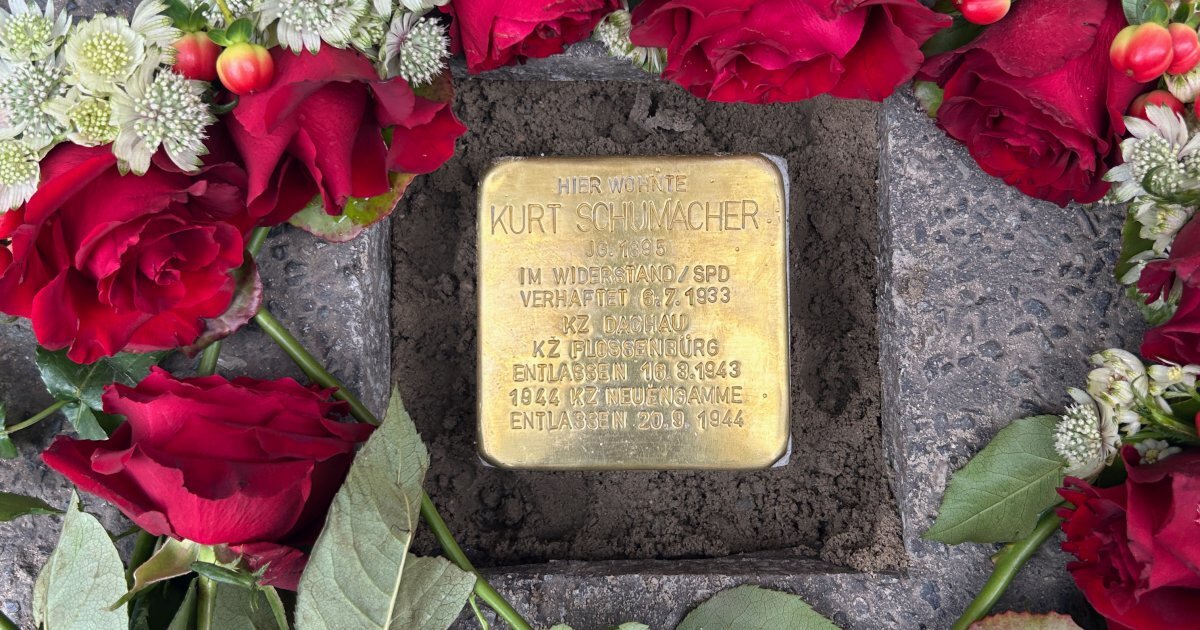 HIER WOHNTE
KURT SCHUMACHER
JG. 1895
IM WIDERSTAND/SPD
VERHAFTET 6.7.1933
KZ DACHAU
KZ FLOSSENBÜRG
ENTLASSEN 16.3.1943
1944 KZ NEUENGAMME
ENTLASSEN 20.9.1944